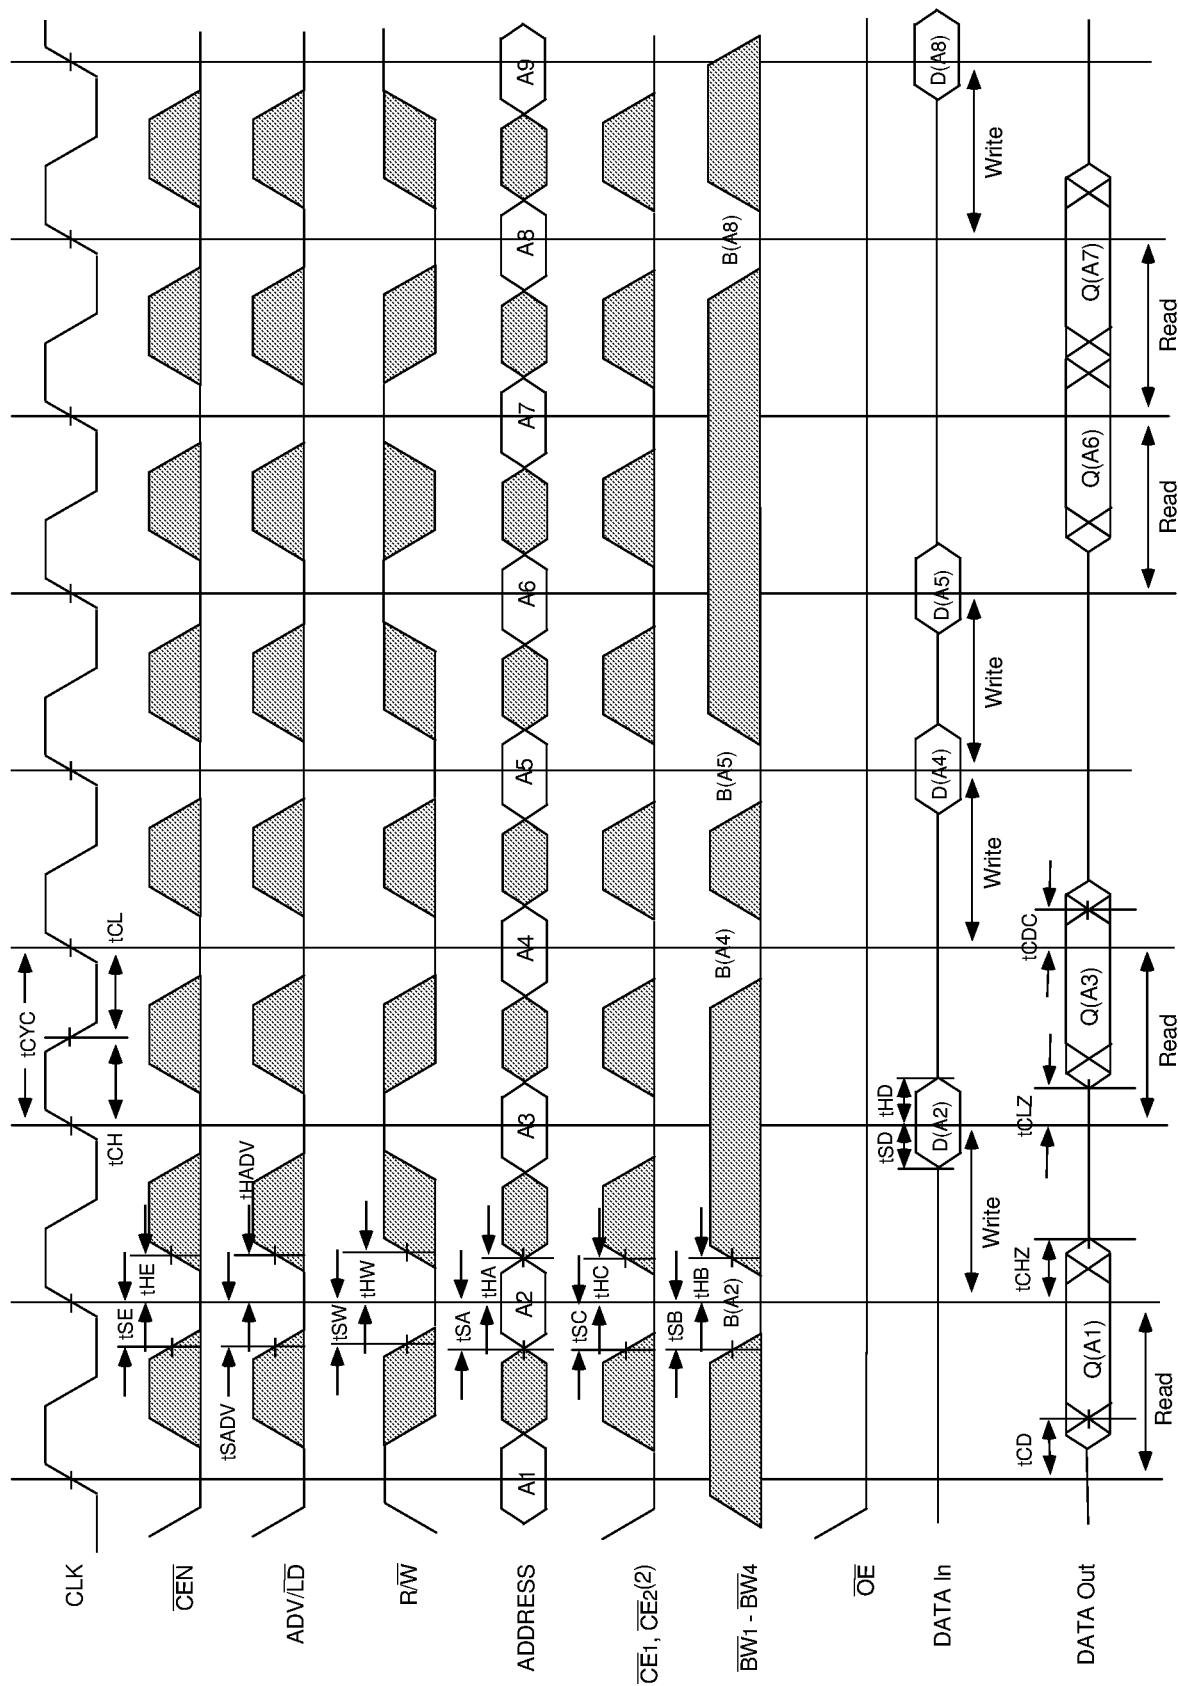 tCYC
tCH
tCL
CLK
tSE
tHE
CEN
tSADV
tHADV
ADV/LD
tSW
tHW
R/W
tSA
tHA
ADDRESS
A1
A2
A3
A4
A5
A6
A7
A8
A9
tSC
tHC
CE1, CE2(2)
tSB
tHB
BW1 - BW4
B(A2)
B(A4)
B(A5)
B(A8)
OE
tSD
tHD
DATA In
D(A2)
D(A4)
D(A5)
D(A8)
Write
Write
Write
Write
tCD
tCHZ
tCLZ
tCDC
DATA Out
Q(A1)
Q(A3)
Q(A6)
Q(A7)
Read
Read
Read
Read